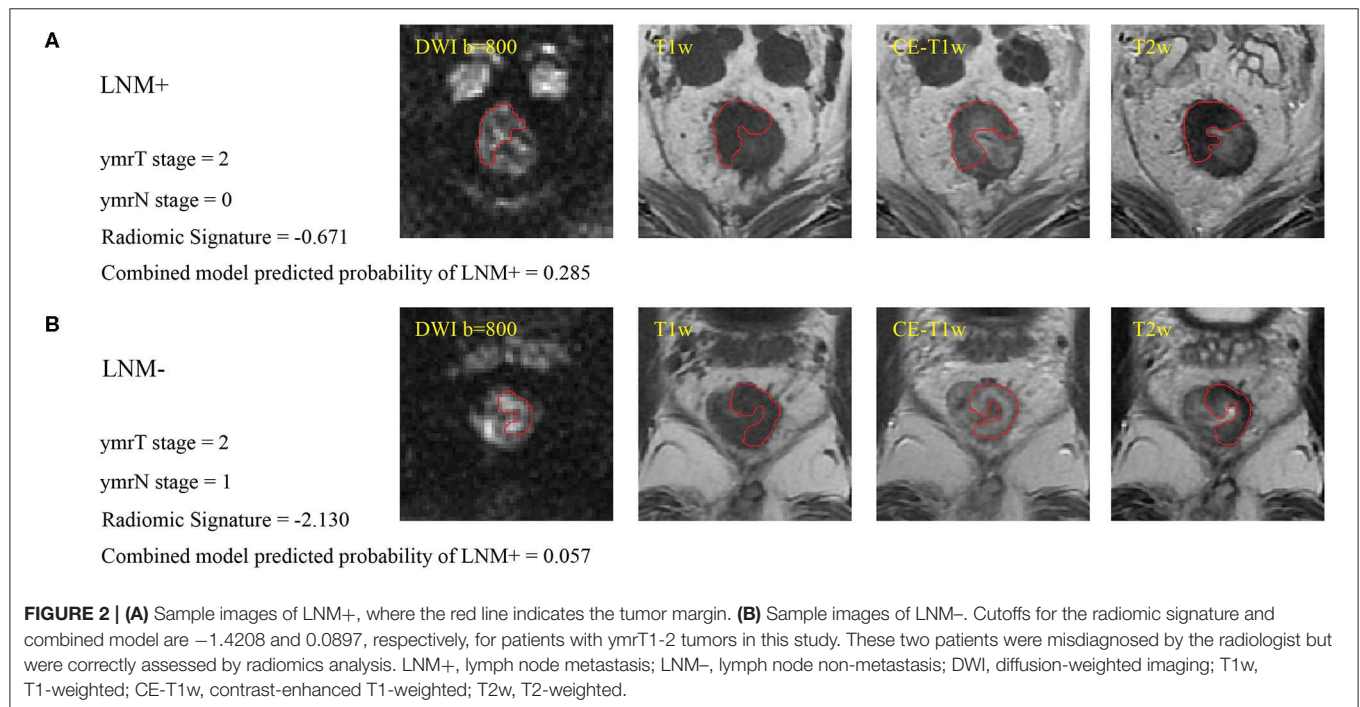 A
LNM+
ymrT stage = 2
ymrN stage = 0
Radiomic Signature = -0.671
Combined model predicted probability of LNM+ = 0.285
DWI b=800
T1w
CE-T1w
T2w
B
LNM-
ymrT stage = 2
ymrN stage = 1
Radiomic Signature = -2.130
Combined model predicted probability of LNM+ = 0.057
DWI b=800
T1w
CE-T1w
T2w
FIGURE 2 | (A) Sample images of LNM+, where the red line indicates the tumor margin. (B) Sample images of LNM–. Cutoffs for the radiomic signature and
combined model are −1.4208 and 0.0897, respectively, for patients with ymrT1-2 tumors in this study. These two patients were misdiagnosed by the radiologist but
were correctly assessed by radiomics analysis. LNM+, lymph node metastasis; LNM–, lymph node non-metastasis; DWI, diffusion-weighted imaging; T1w,
T1-weighted; CE-T1w, contrast-enhanced T1-weighted; T2w, T2-weighted.